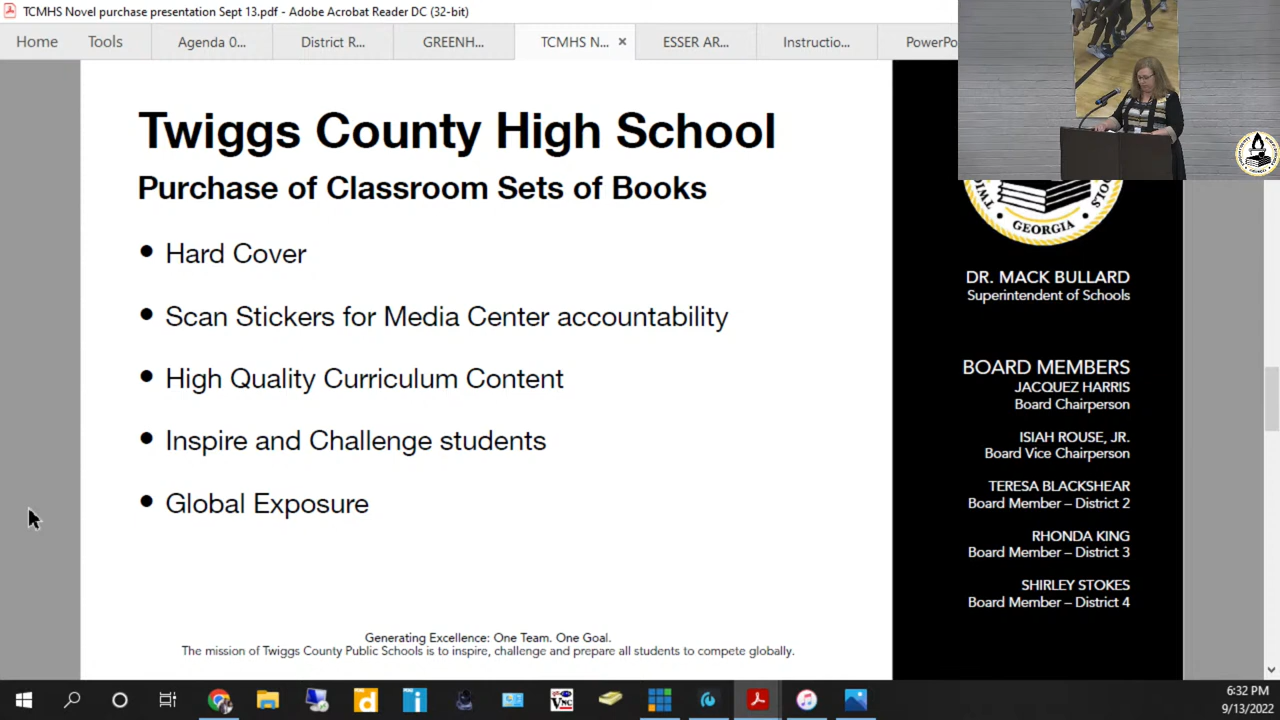 TCMHS Novel purchase presentation Sept 13.pdf - Adobe Acrobat Reader DC (32-bit)
Home
Tools
Agenda 0...
District R...
GREENH...
TCMHS N...
ESSER AR...
Instructio...
PowerPo
Twiggs County High School
Purchase of Classroom Sets of Books
• Hard Cover
• Scan Stickers for Media Center accountability
• High Quality Curriculum Content
• Inspire and Challenge students
• Global Exposure
Generating Excellence: One Team. One Goal.
The mission of Twiggs County Public Schools is to inspire, challenge and prepare all students to compete globally.
GEORGIA
DR. MACK BULLARD
Superintendent of Schools
BOARD MEMBERS
JACQUEZ HARRIS
Board Chairperson
ISIAH ROUSE, JR.
Board Vice Chairperson
TERESA BLACKSHEAR
Board Member – District 2
RHONDA KING
Board Member – District 3
SHIRLEY STOKES
Board Member – District 4
6:32 PM
9/13/2022